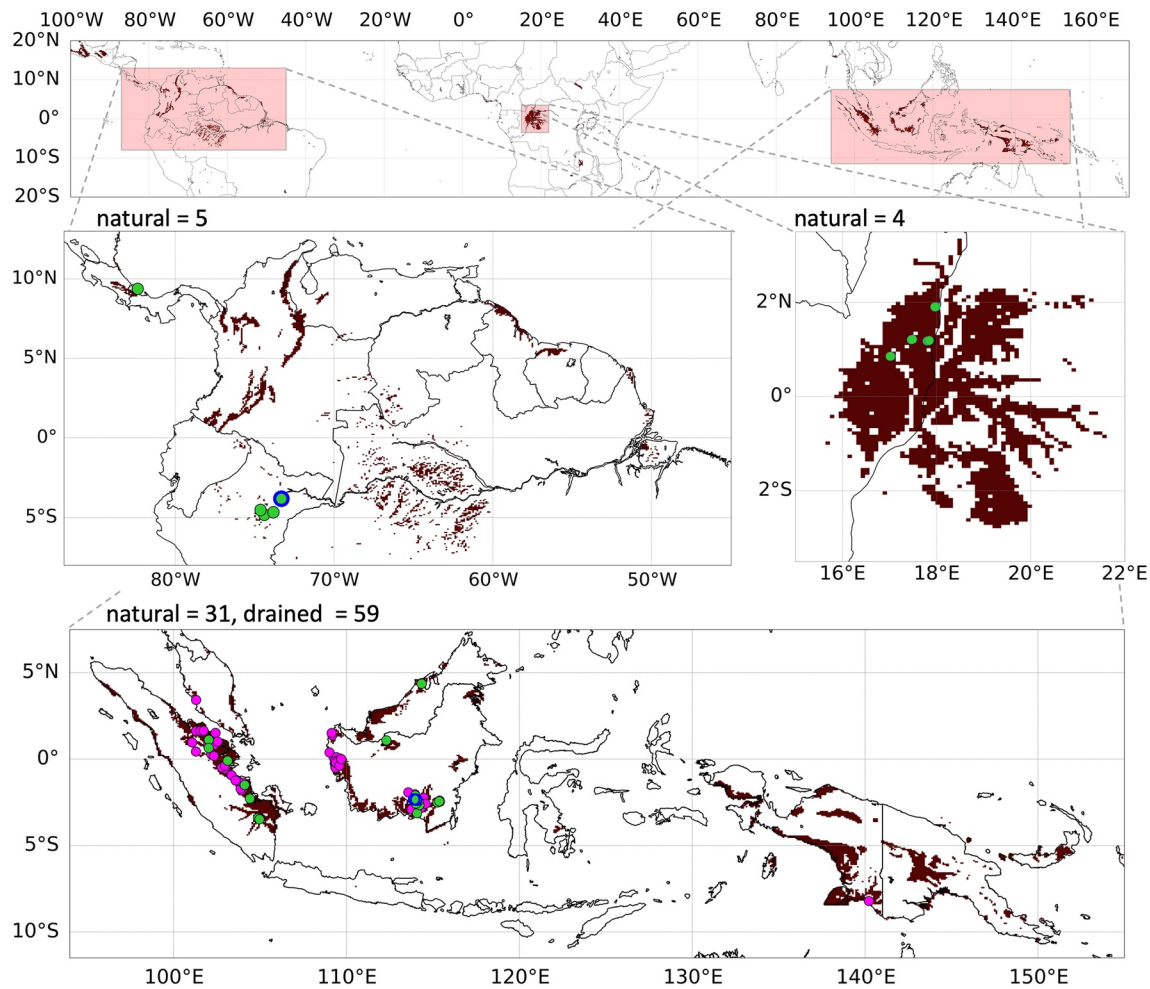 100°W 80°W 60°W 40°W 20°W 0° 20°E 40°E 60°E 80°E 100°E 120°E 140°E 160°E
20°N
10°N
0°
10°S
20°S
natural = 5
natural = 4
10°N
5°N
0°
5°S
80°W 70°W 60°W 50°W
2°N
0°
2°S
16°E 18°E 20°E 22°E
natural = 31, drained = 59
5°N
0°
5°S
10°S
100°E 110°E 120°E 130°E 140°E 150°E